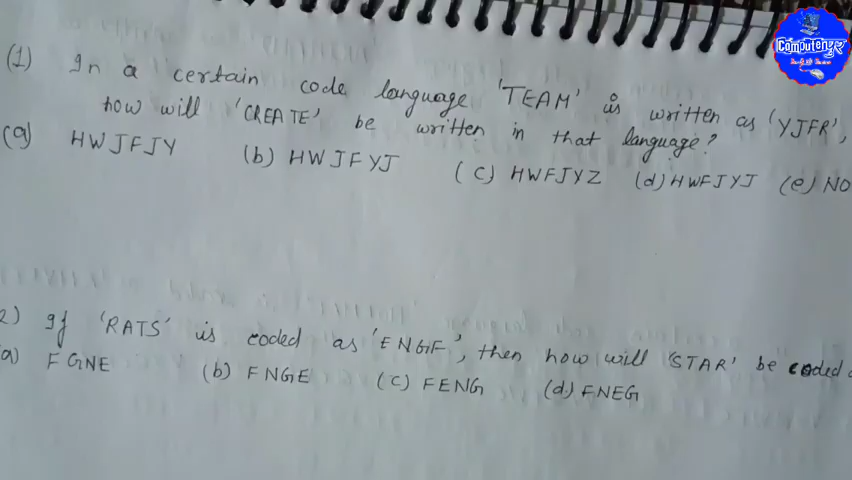 Computenгर
(1) In a certain code language 'TEAM' is written as 'YJFR',
how will 'CREATE' be written in that language?
(a) HWJFJY (b) HWJFYJ (c) HWFJYZ (d) HWFJYJ (e) NO
2) If 'RATS' is coded as 'ENGF', then how will 'STAR' be coded
a) FGNE (b) FNGE (c) FENG (d) FNEG